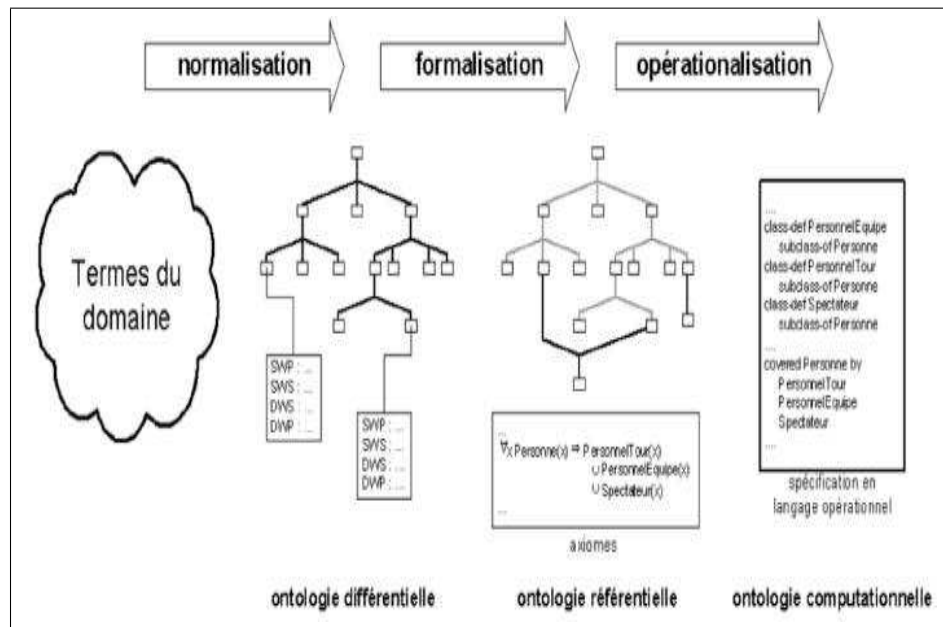 normalisation
formalisation
opérationalisation
Termes du
domaine
SWP : ...
SWS : ...
DWS : ...
DWP : ...
SWP : ...
SWS : ...
DWS : ...
DWP : ...
...
∀x Personne(x) ⇒ PersonnelTour(x)
∪ PersonnelEquipe(x)
∪ Spectateur(x)
...
axiomes
....
class-def PersonnelEquipe
subclass-of Personne
class-def PersonnelTour
subclass-of Personne
class-def Spectateur
subclass-of Personne
....
covered Personne by
PersonnelTour
PersonnelEquipe
Spectateur
....
spécification en
langage opérationnel
ontologie différentielle
ontologie référentielle
ontologie computationnelle